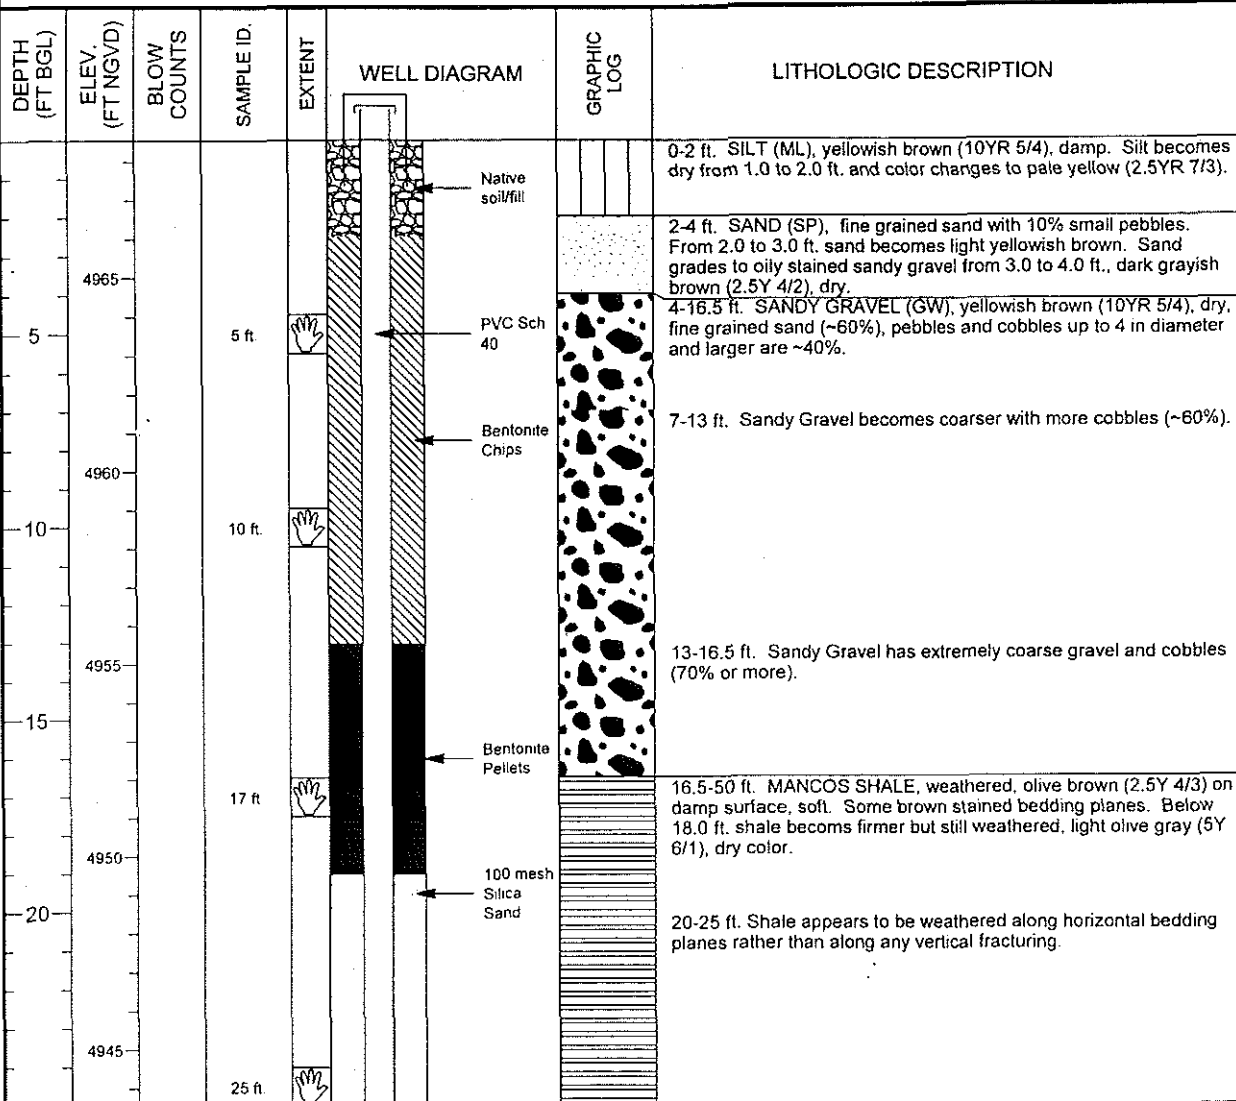 DEPTH
(FT BGL)
ELEV.
(FT NGVD)
BLOW
COUNTS
SAMPLE ID.
EXTENT
WELL DIAGRAM
GRAPHIC
LOG
LITHOLOGIC DESCRIPTION
0-2 ft. SILT (ML), yellowish brown (10YR 5/4), damp. Silt becomes
dry from 1.0 to 2.0 ft. and color changes to pale yellow (2.5YR 7/3).
Native
soil/fill
2-4 ft. SAND (SP), fine grained sand with 10% small pebbles.
From 2.0 to 3.0 ft. sand becomes light yellowish brown. Sand
grades to oily stained sandy gravel from 3.0 to 4.0 ft., dark grayish
brown (2.5Y 4/2), dry.
4965
4-16.5 ft. SANDY GRAVEL (GW), yellowish brown (10YR 5/4), dry,
fine grained sand (~60%), pebbles and cobbles up to 4 in diameter
and larger are ~40%.
5
5 ft.
PVC Sch
40
7-13 ft. Sandy Gravel becomes coarser with more cobbles (~60%).
Bentonite
Chips
4960
10
10 ft.
13-16.5 ft. Sandy Gravel has extremely coarse gravel and cobbles
(70% or more).
4955
15
Bentonite
Pellets
17 ft
16.5-50 ft. MANCOS SHALE, weathered, olive brown (2.5Y 4/3) on
damp surface, soft. Some brown stained bedding planes. Below
18.0 ft. shale becoms firmer but still weathered, light olive gray (5Y
6/1), dry color.
4950
100 mesh
Silica
Sand
20
20-25 ft. Shale appears to be weathered along horizontal bedding
planes rather than along any vertical fracturing.
4945
25 ft.